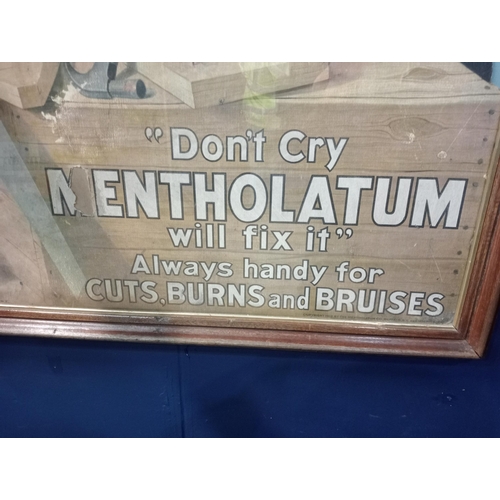 "Don't Cry
MENTHOLATUM
will fix it"
Always handy for
CUTS, BURNS and BRUISES